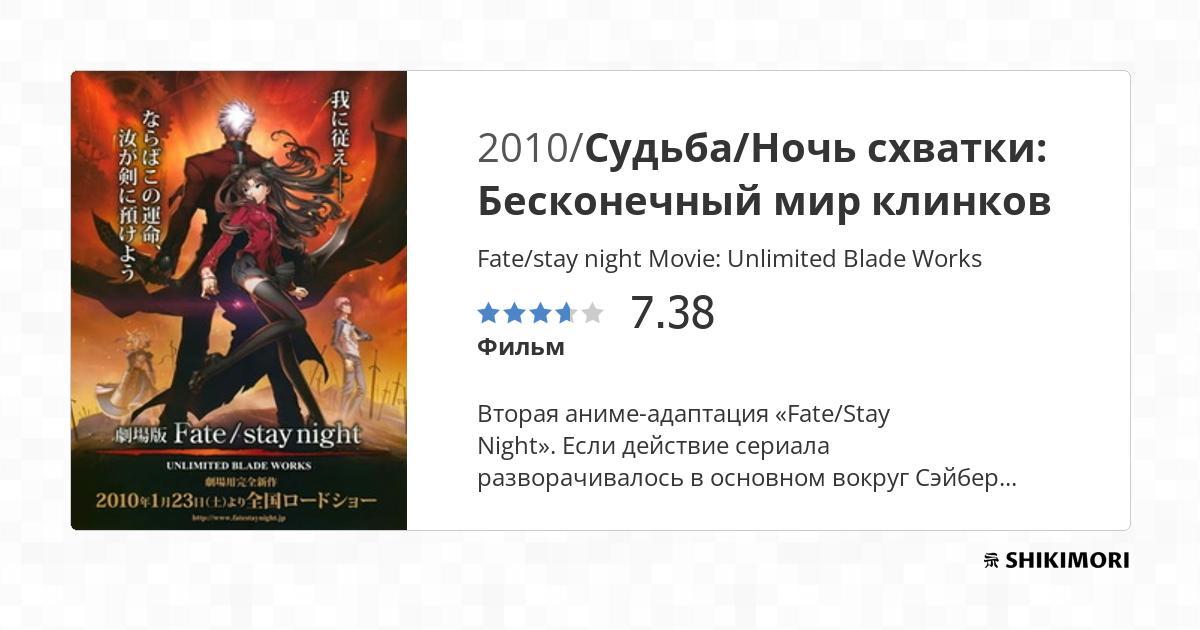 我に従え──
ならばこの運命、
汝が剣に預けよう
劇場版 Fate/stay night
UNLIMITED BLADE WORKS
劇場用完全新作
2010年1月23日(土)より全国ロードショー
http://www.fatestaynight.jp
2010/Судьба/Ночь схватки:
Бесконечный мир клинков
Fate/stay night Movie: Unlimited Blade Works
7.38
Фильм
Вторая аниме-адаптация «Fate/Stay
Night». Если действие сериала
разворачивалось в основном вокруг Сэйбер...
SHIKIMORI